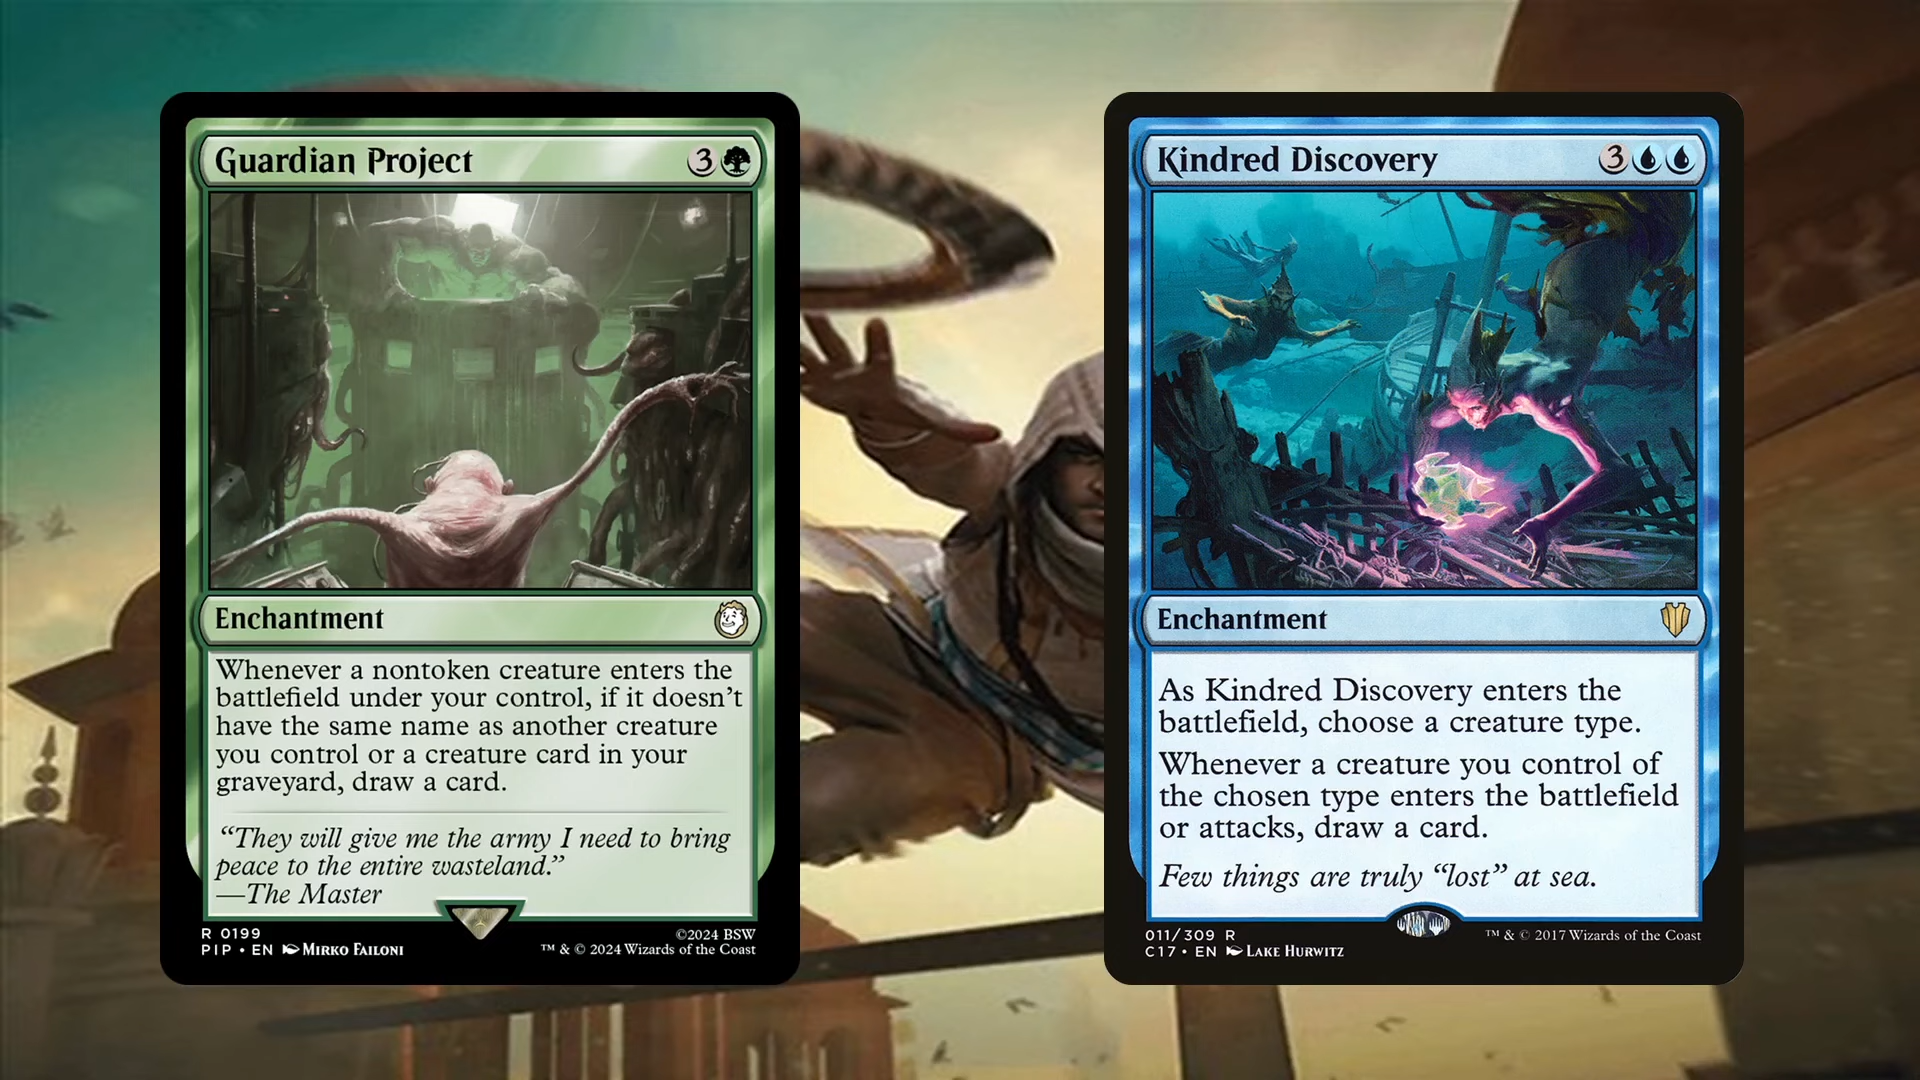 Guardian Project 3
Enchantment
Whenever a nontoken creature enters the
battlefield under your control, if it doesn't
have the same name as another creature
you control or a creature card in your
graveyard, draw a card.
“They will give me the army I need to bring
peace to the entire wasteland.”
—The Master
R 0199
PIP • EN Mirko Failoni
©2024 BSW
™ & © 2024 Wizards of the Coast
Kindred Discovery 3
Enchantment
As Kindred Discovery enters the
battlefield, choose a creature type.
Whenever a creature you control of
the chosen type enters the battlefield
or attacks, draw a card.
Few things are truly “lost” at sea.
011/309 R
C17 • EN Lake Hurwitz
™ & © 2017 Wizards of the Coast